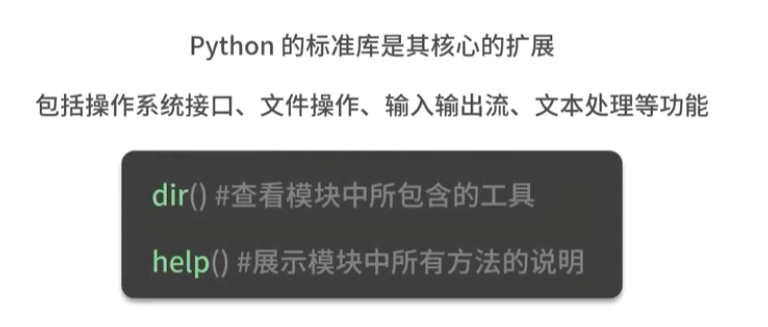 Python 的标准库是其核心的扩展
包括操作系统接口、文件操作、输入输出流、文本处理等功能
dir() #查看模块中所包含的工具
help() #展示模块中所有方法的说明